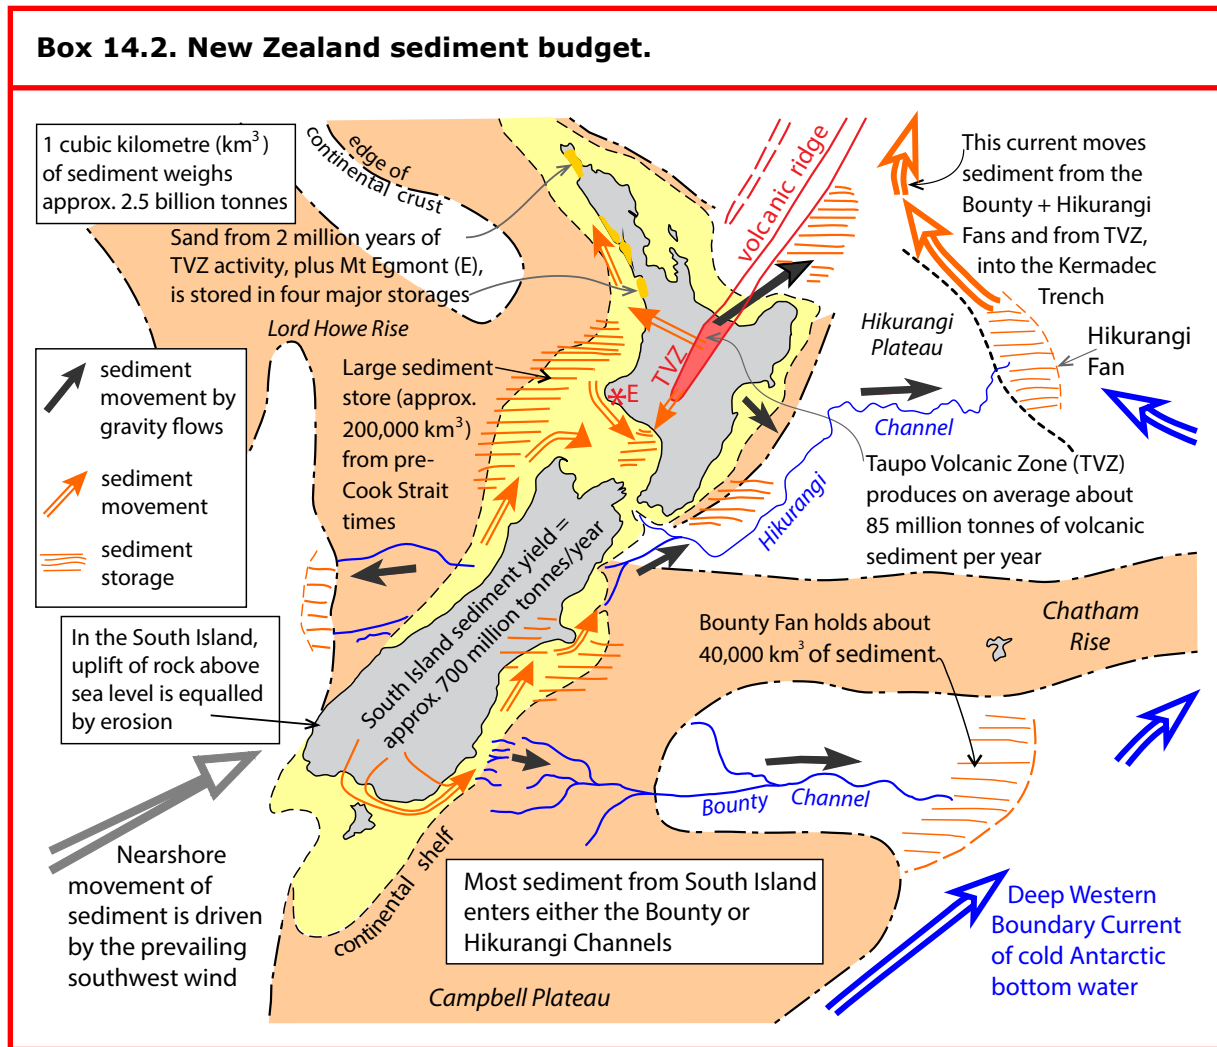 Box 14.2. New Zealand sediment budget.
1 cubic kilometre (km³)
of sediment weighs
approx. 2.5 billion tonnes
edge of
continental crust
Sand from 2 million years of
TVZ activity, plus Mt Egmont (E),
is stored in four major storages
Lord Howe Rise
volcanic ridge
This current moves
sediment from the
Bounty + Hikurangi
Fans and from TVZ,
into the Kermadec
Trench
Hikurangi
Plateau
Hikurangi
Fan
sediment
movement by
gravity flows
sediment
movement
sediment
storage
Large sediment
store (approx.
200,000 km³)
from pre-
Cook Strait
times
TVZ
E
Hikurangi
Channel
Taupo Volcanic Zone (TVZ)
produces on average about
85 million tonnes of volcanic
sediment per year
South Island sediment yield =
approx. 700 million tonnes/year
In the South Island,
uplift of rock above
sea level is equalled
by erosion
Bounty Fan holds about
40,000 km³ of sediment
Chatham
Rise
Bounty Channel
Nearshore
movement of
sediment is driven
by the prevailing
southwest wind
continental shelf
Most sediment from South Island
enters either the Bounty or
Hikurangi Channels
Deep Western
Boundary Current
of cold Antarctic
bottom water
Campbell Plateau